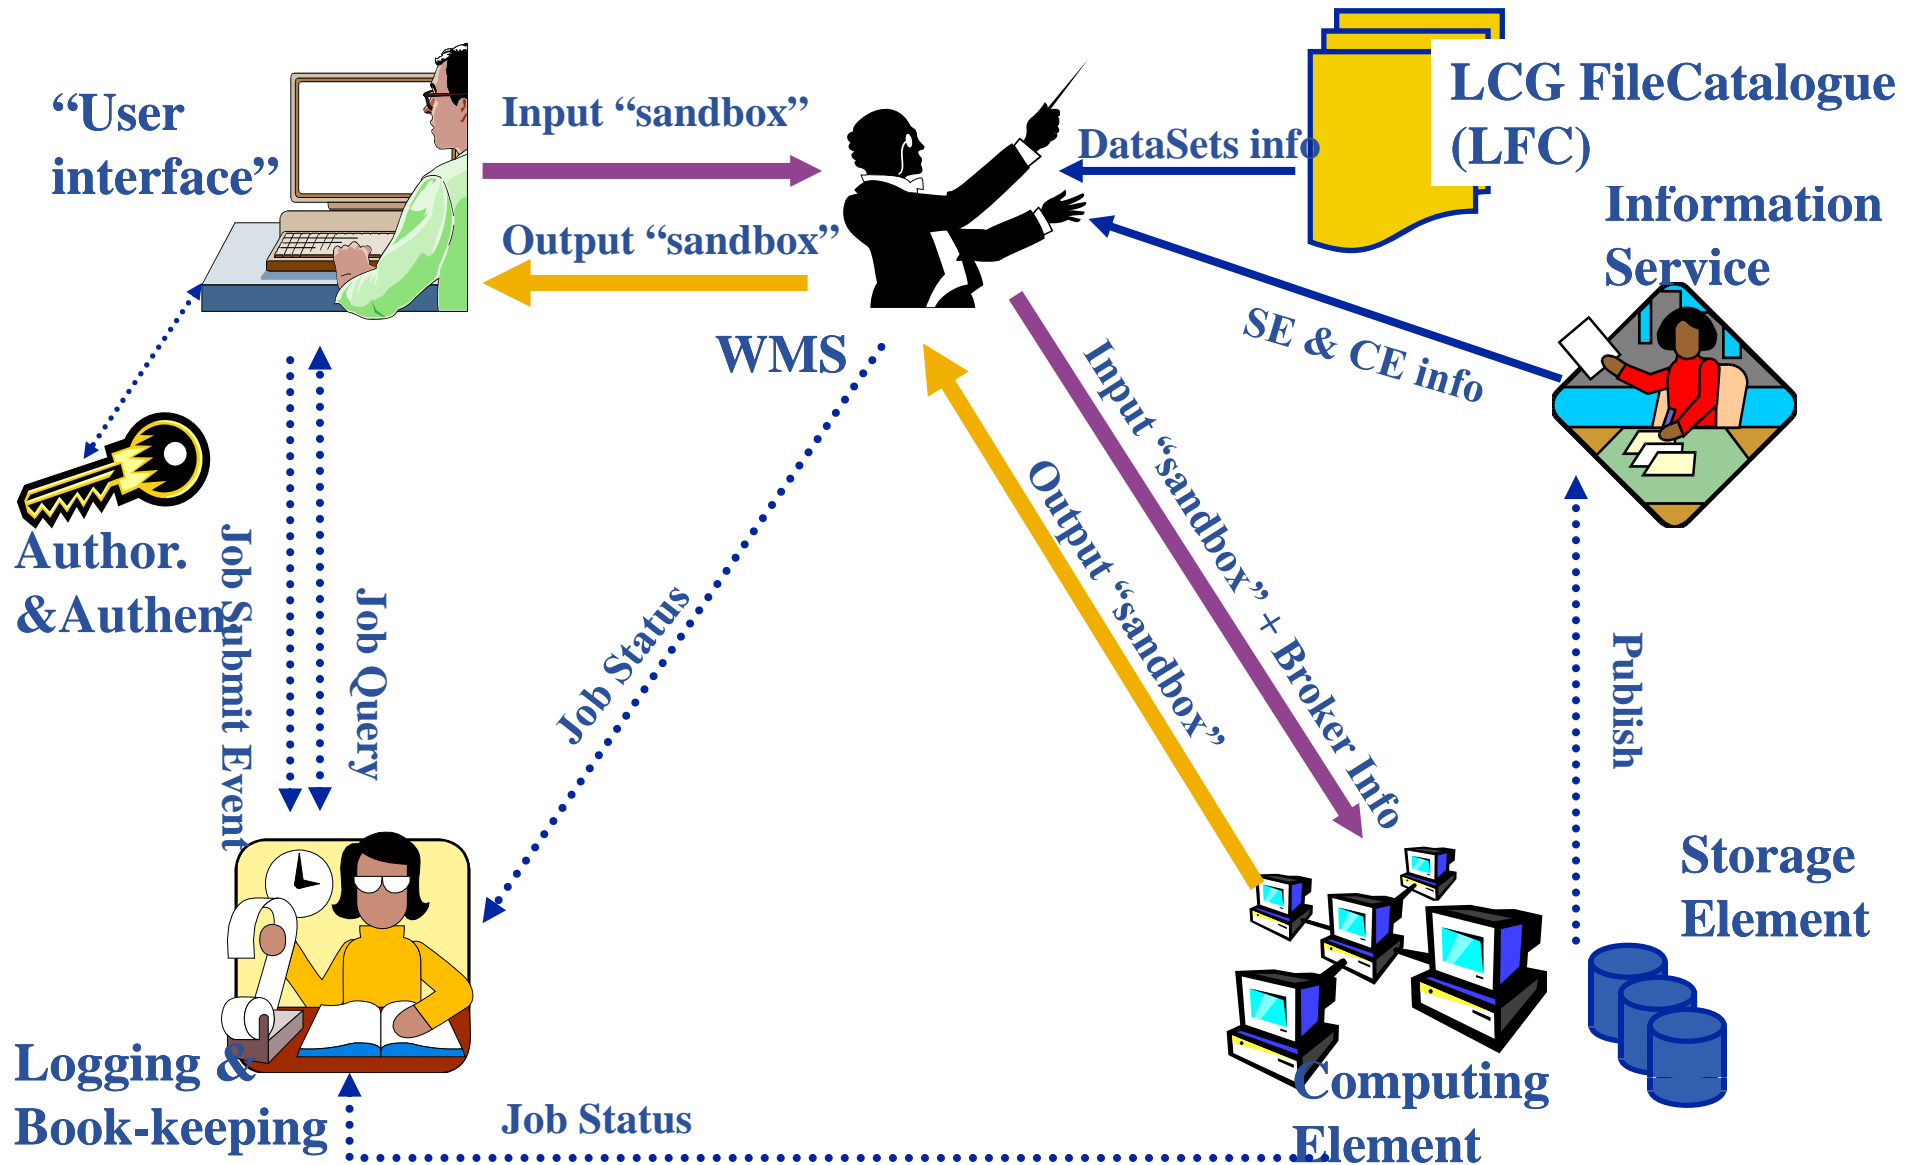 “User
interface”
Input “sandbox”
Output “sandbox”
DataSets info
LCG FileCatalogue
(LFC)
Information
Service
SE & CE info
WMS
Input “sandbox” + Broker Info
Output “sandbox”
Author.
&Authen.
Job Submit Event
Job Query
Job Status
Publish
Storage
Element
Logging &
Book-keeping
Job Status
Computing
Element